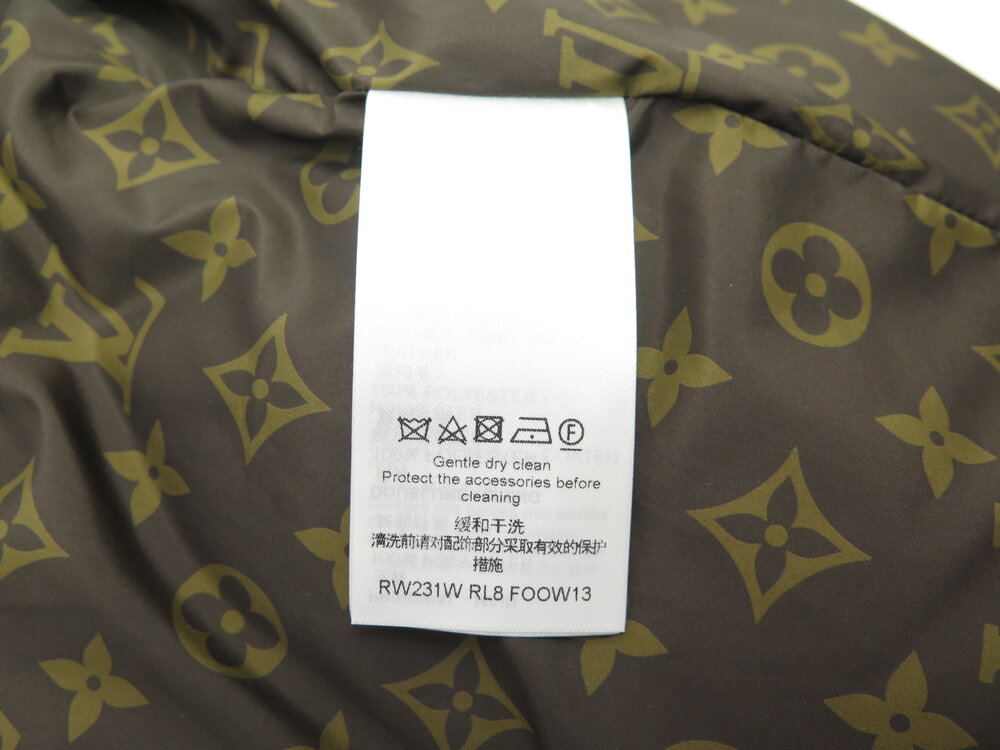 Gentle dry clean
Protect the accessories before
cleaning
缓和干洗
清洗前请对配饰部分采取有效的保护
措施
RW231W RL8 FOOW13
F